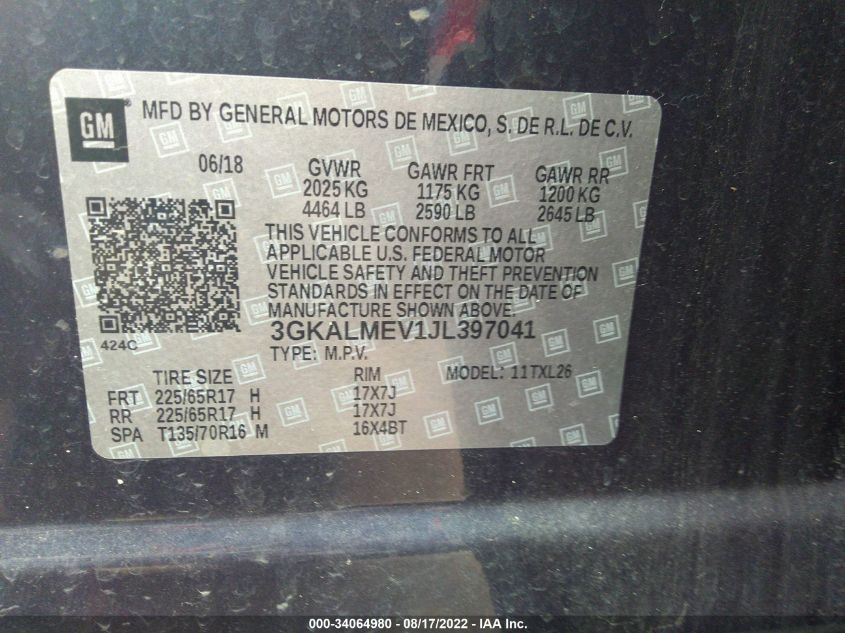 GM
MFD BY GENERAL MOTORS DE MEXICO, S. DE R.L. DE C.V.
06/18 GVWR GAWR FRT GAWR RR
2025 KG 1175 KG 1200 KG
4464 LB 2590 LB 2645 LB
THIS VEHICLE CONFORMS TO ALL
APPLICABLE U.S. FEDERAL MOTOR
VEHICLE SAFETY AND THEFT PREVENTION
STANDARDS IN EFFECT ON THE DATE OF
MANUFACTURE SHOWN ABOVE.
424C 3GKALMEV1JL397041
TYPE: M.P.V.
TIRE SIZE RIM MODEL: 11TXL26
FRT 225/65R17 H 17X7J
RR 225/65R17 H 17X7J
SPA T135/70R16 M 16X4BT
000-34064980 - 08/17/2022 - IAA Inc.